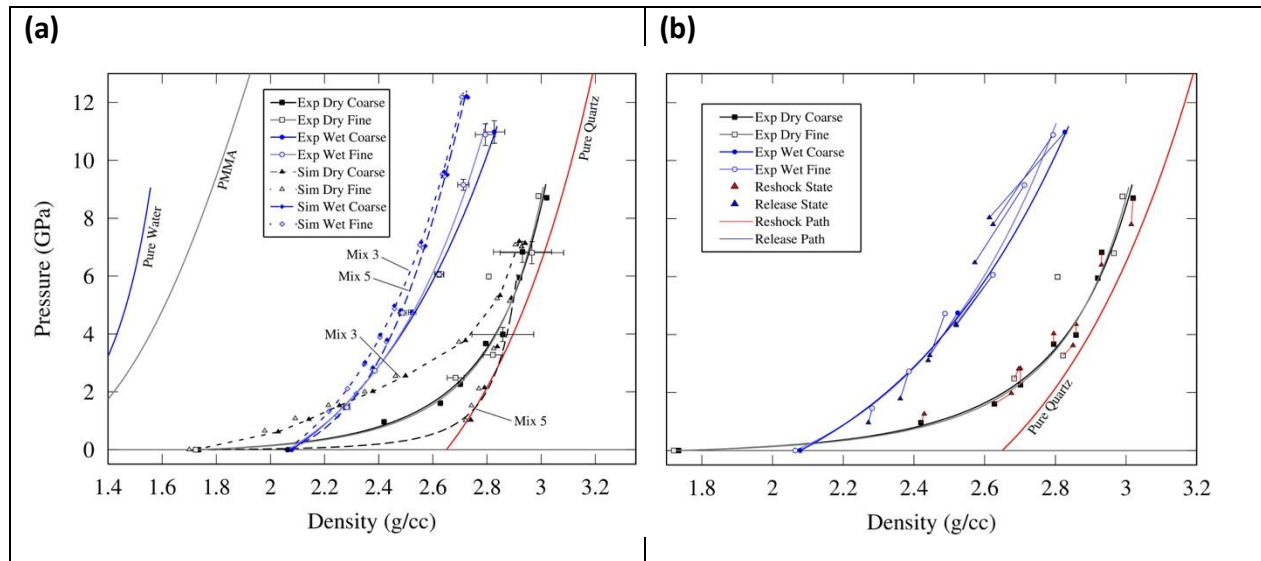 (a)
12
10
8
6
4
2
0
Pressure (GPa)
1.4
1.6
1.8
2
2.2
2.4
2.6
2.8
3
3.2
Density (g/cc)
Pure Water
PMMA
Exp Dry Coarse
Exp Dry Fine
Exp Wet Coarse
Exp Wet Fine
Sim Dry Coarse
Sim Dry Fine
Sim Wet Coarse
Sim Wet Fine
Mix 3
Mix 5
Mix 3
Mix 5
Pure Quartz
(b)
Exp Dry Coarse
Exp Dry Fine
Exp Wet Coarse
Exp Wet Fine
Reshock State
Release State
Reshock Path
Release Path
Pure Quartz
1.8
2
2.2
2.4
2.6
2.8
3
3.2
Density (g/cc)